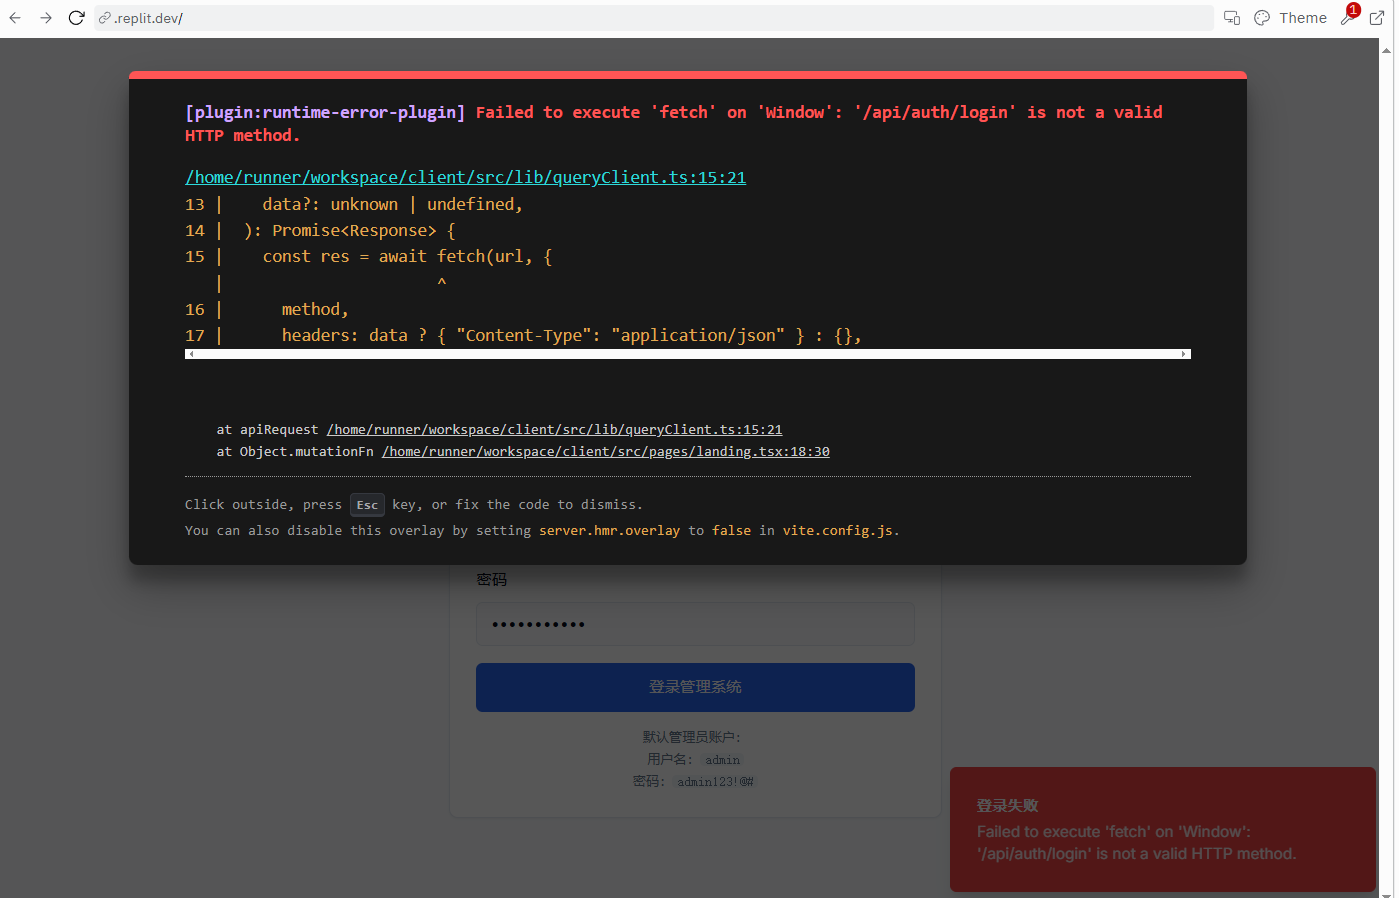 .replit.dev/
Theme
1
[plugin:runtime-error-plugin] Failed to execute 'fetch' on 'Window': '/api/auth/login' is not a valid
HTTP method.
/home/runner/workspace/client/src/lib/queryClient.ts:15:21
13 |    data?: unknown | undefined,
14 |  ): Promise<Response> {
15 |    const res = await fetch(url, {
   |                      ^
16 |      method,
17 |      headers: data ? { "Content-Type": "application/json" } : {},
at apiRequest /home/runner/workspace/client/src/lib/queryClient.ts:15:21
at Object.mutationFn /home/runner/workspace/client/src/pages/landing.tsx:18:30
Click outside, press Esc key, or fix the code to dismiss.
You can also disable this overlay by setting server.hmr.overlay to false in vite.config.js.
密码
•••••••••••
登录管理系统
默认管理员账户:
用户名: admin
密码: admin123!@#
登录失败
Failed to execute 'fetch' on 'Window':
'/api/auth/login' is not a valid HTTP method.